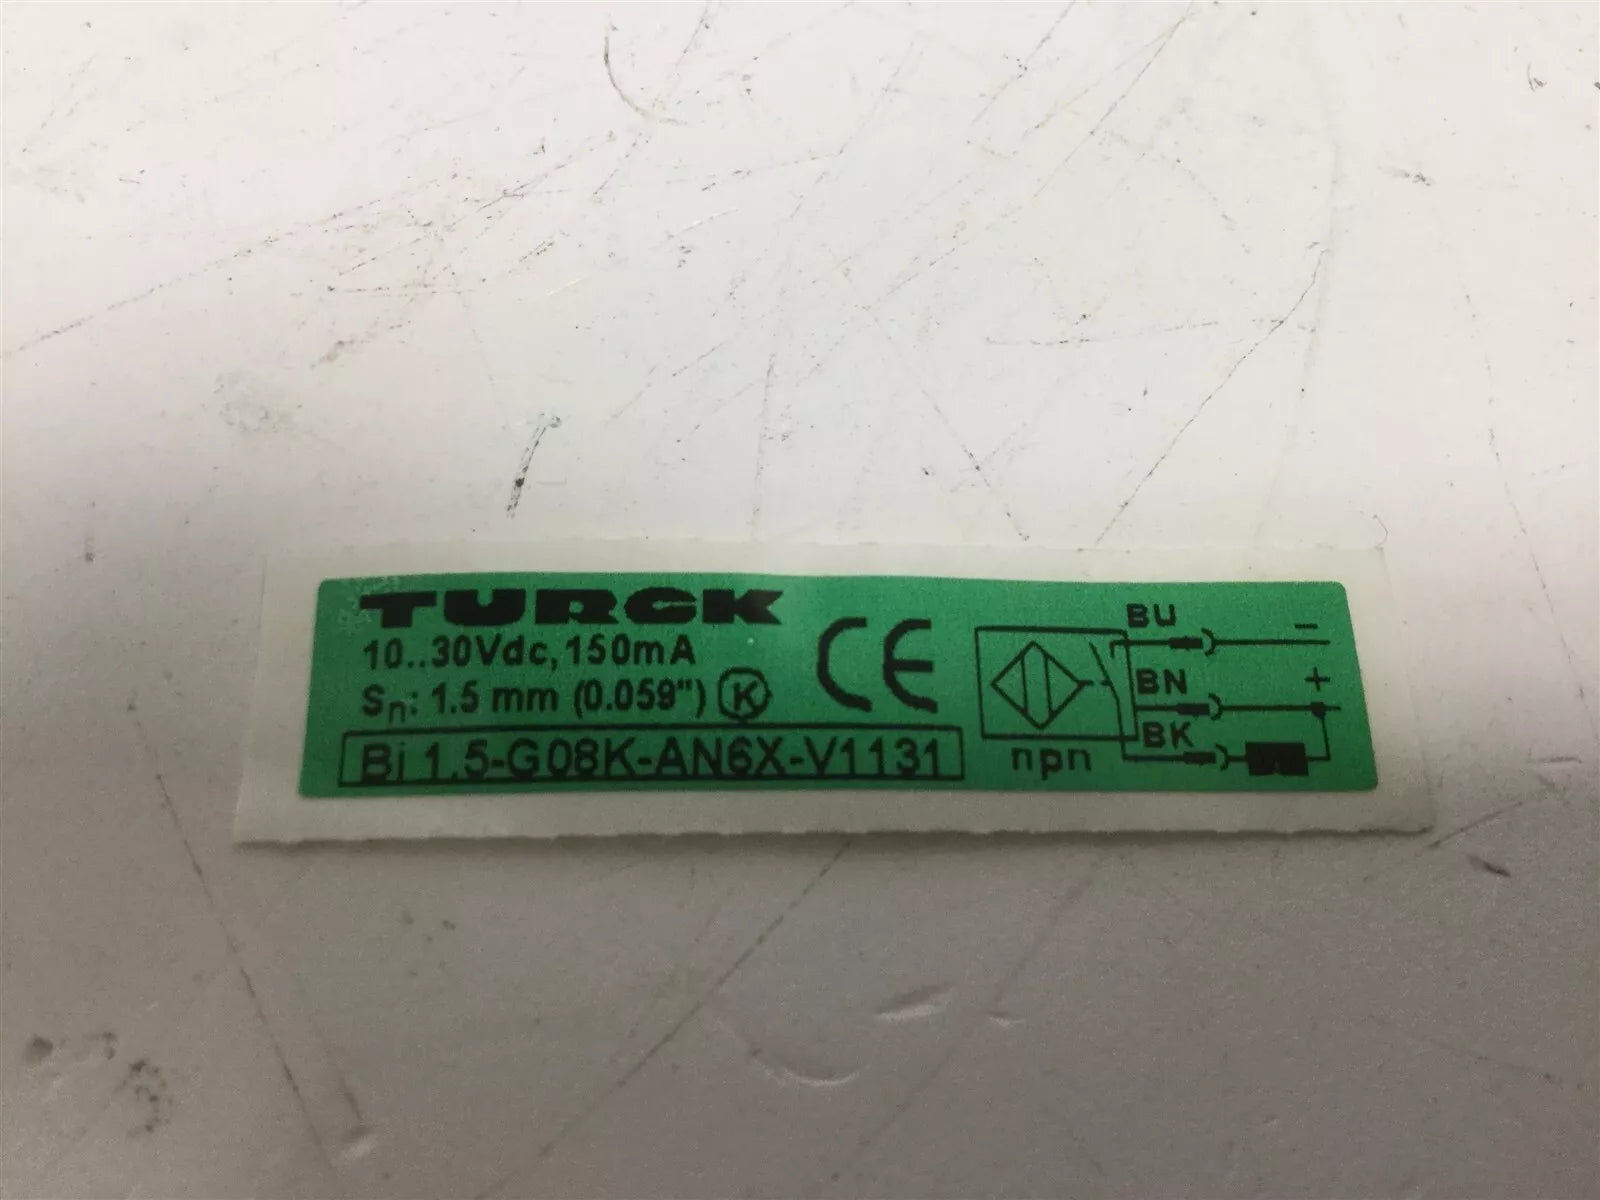 TURCK
10..30Vdc, 150mA
Sn: 1.5 mm (0.059") K
CE
Bi 1.5-G08K-AN6X-V1131
npn
BU -
BN +
BK